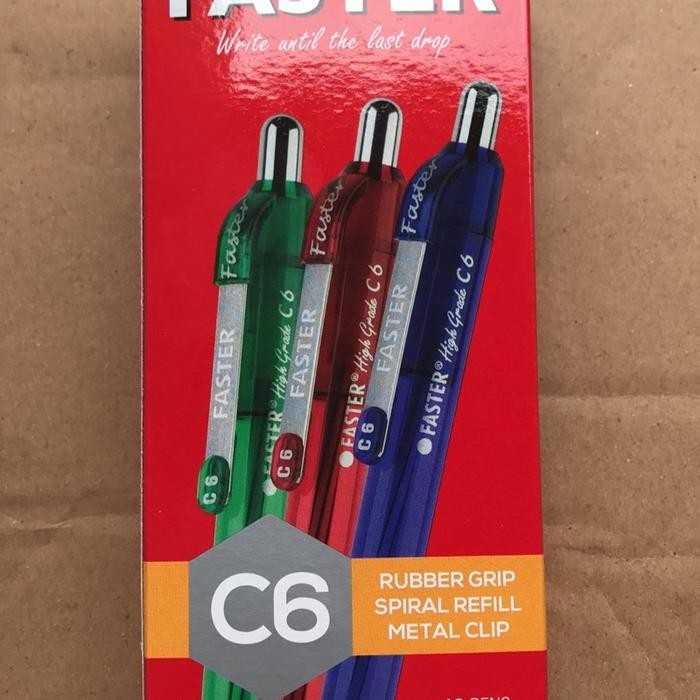 FASTER
Write until the last drop
Faster
Faster
Faster
FASTER
FASTER
FASTER
FASTER® High Grade C6
FASTER® High Grade C6
FASTER® High Grade C6
C6
C6
C6
C6
RUBBER GRIP
SPIRAL REFILL
METAL CLIP
PENS